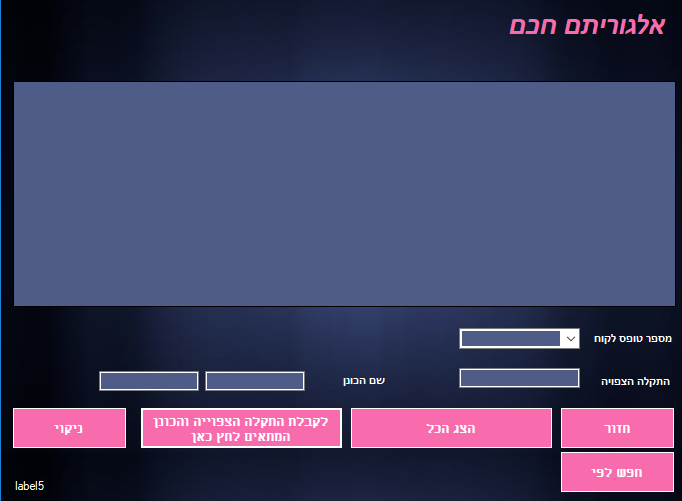 אלגוריתם חכם
מספר טופס לקוח
התקלה הצפויה
שם הכונן
חזור
הצג הכל
לקבלת התקלה הצפוייה והכונן
המתאים לחץ כאן
ניקוי
חפש לפי
label5